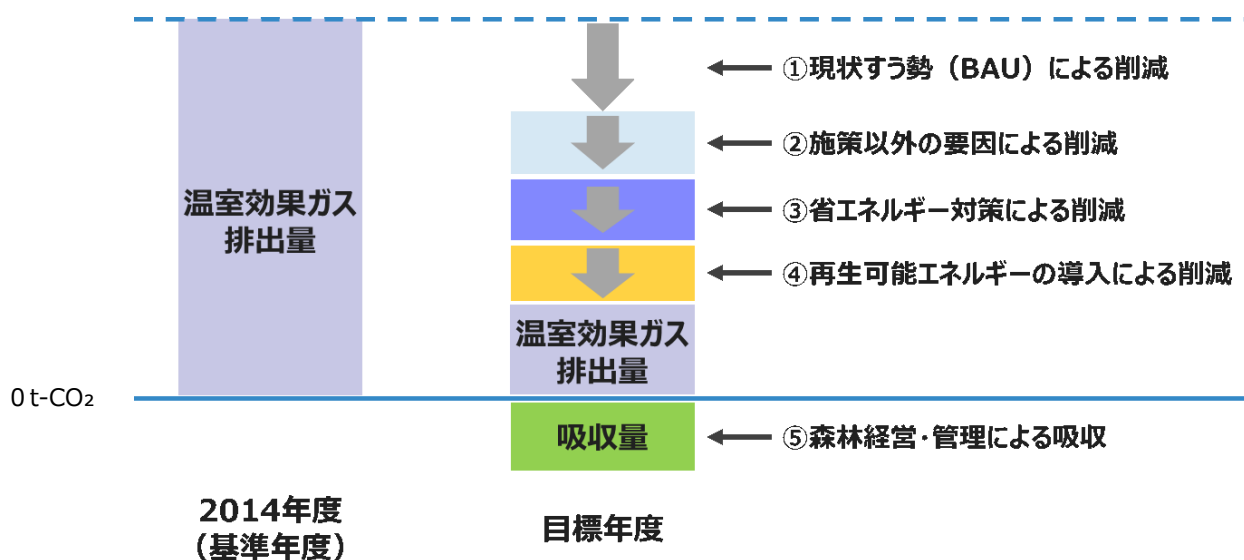 温室効果ガス
排出量
①現状すう勢（BAU）による削減
②施策以外の要因による削減
③省エネルギー対策による削減
④再生可能エネルギーの導入による削減
温室効果ガス
排出量
0 t-CO₂
吸収量
⑤森林経営・管理による吸収
2014年度
（基準年度）
目標年度